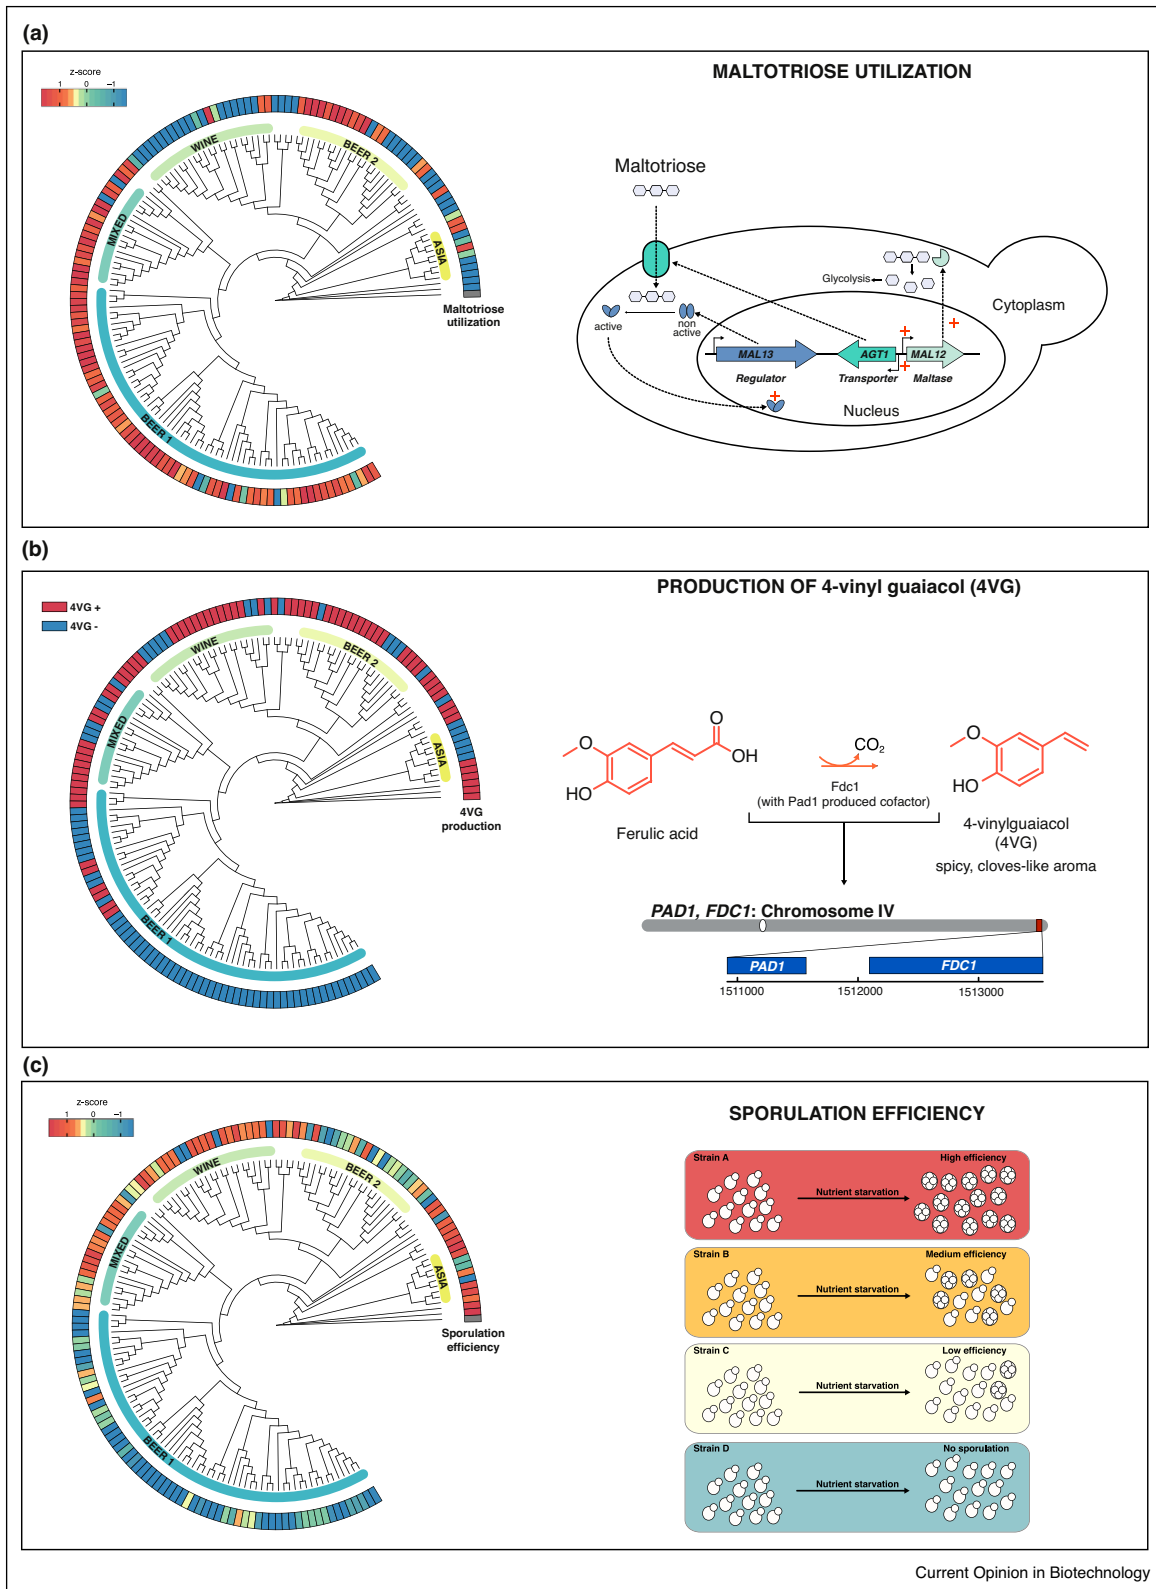 (a)
z-score
1 0 −1
MALTOTRIOSE UTILIZATION
WINE
BEER 2
MIXED
ASIA
BEER 1
Maltotriose
utilization
Maltotriose
Glycolysis
Cytoplasm
active
non
active
MAL13
AGT1
MAL12
Regulator
Transporter
Maltase
Nucleus
(b)
4VG +
4VG -
PRODUCTION OF 4-vinyl guaiacol (4VG)
WINE
BEER 2
MIXED
ASIA
BEER 1
4VG
production
O
O
OH
HO
CO2
Fdc1
(with Pad1 produced cofactor)
Ferulic acid
O
HO
4-vinylguaiacol
(4VG)
spicy, cloves-like aroma
PAD1, FDC1: Chromosome IV
PAD1
FDC1
1511000
1512000
1513000
(c)
z-score
1 0 −1
SPORULATION EFFICIENCY
WINE
BEER 2
MIXED
ASIA
BEER 1
Sporulation
efficiency
Strain A
High efficiency
Nutrient starvation
Strain B
Medium efficiency
Nutrient starvation
Strain C
Low efficiency
Nutrient starvation
Strain D
No sporulation
Nutrient starvation
Current Opinion in Biotechnology